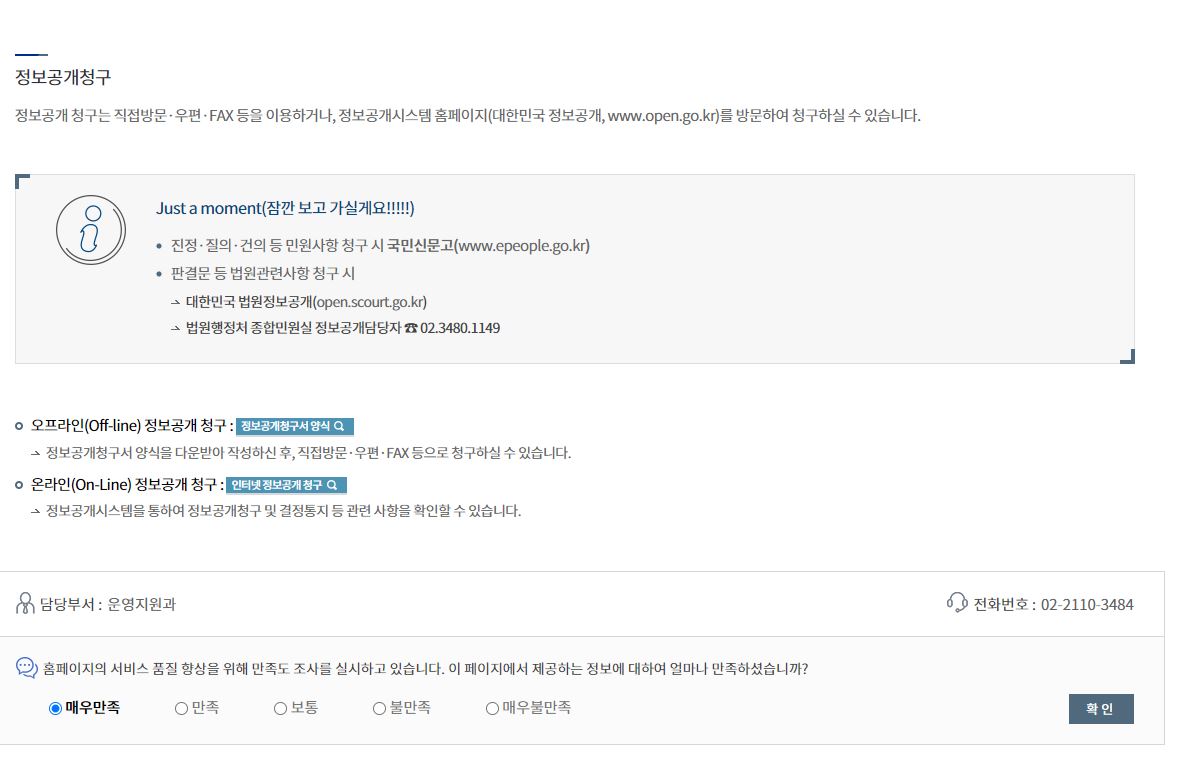 정보공개청구
정보공개 청구는 직접방문·우편·FAX 등을 이용하거나, 정보공개시스템 홈페이지(대한민국 정보공개, www.open.go.kr)를 방문하여 청구하실 수 있습니다.
Just a moment(잠깐 보고 가실게요!!!!!)
진정·질의·건의 등 민원사항 청구 시 국민신문고(www.epeople.go.kr)
판결문 등 법원관련사항 청구 시
대한민국 법원정보공개(open.scourt.go.kr)
법원행정처 종합민원실 정보공개담당자 ☎ 02.3480.1149
오프라인(Off-line) 정보공개 청구 : 정보공개청구서 양식
정보공개청구서 양식을 다운받아 작성하신 후, 직접방문·우편·FAX 등으로 청구하실 수 있습니다.
온라인(On-Line) 정보공개 청구 : 인터넷 정보공개 청구
정보공개시스템을 통하여 정보공개청구 및 결정통지 등 관련 사항을 확인할 수 있습니다.
담당부서 : 운영지원과 전화번호 : 02-2110-3484
홈페이지의 서비스 품질 향상을 위해 만족도 조사를 실시하고 있습니다. 이 페이지에서 제공하는 정보에 대하여 얼마나 만족하셨습니까?
매우만족 만족 보통 불만족 매우불만족 확 인